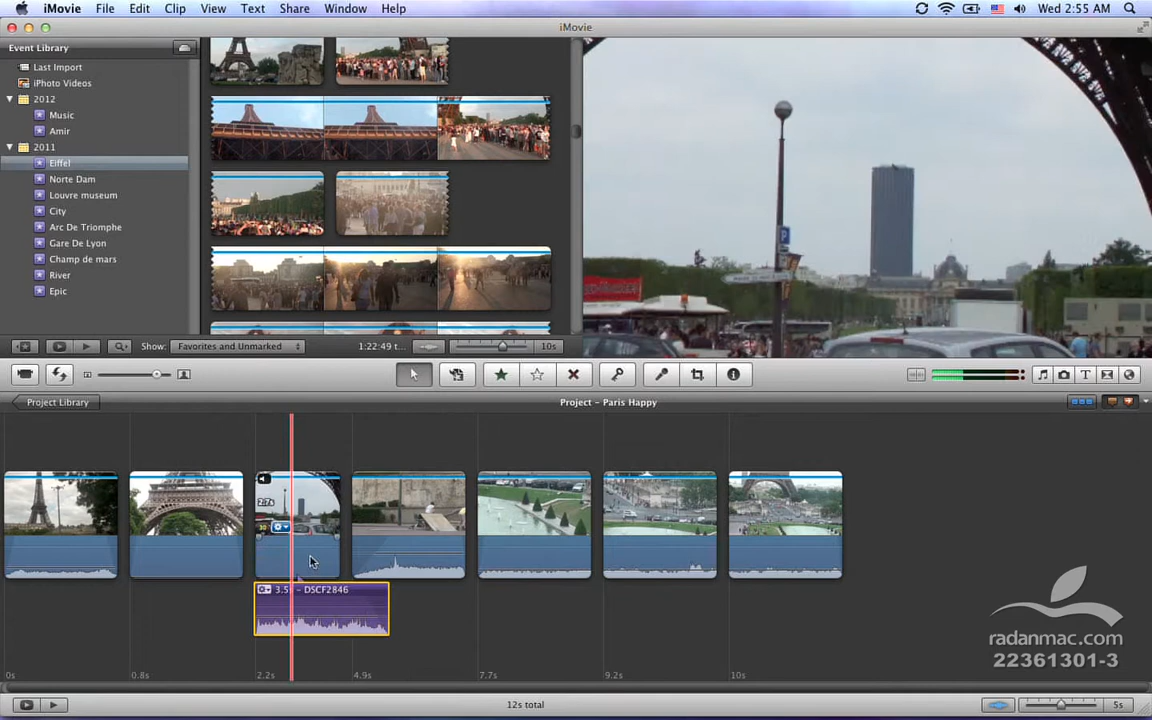 iMovie File Edit Clip View Text Share Window Help Wed 2:55 AM
iMovie
Event Library
Last Import
iPhoto Videos
2012
Music
Amir
2011
Eiffel
Norte Dam
Louvre museum
City
Arc De Triomphe
Gare De Lyon
Champ de mars
River
Epic
P
Show: Favorites and Unmarked 1:22:49 t... 10s
Project Library Project - Paris Happy
3.5s - DSCF2846
0s 0.8s 2.2s 4.9s 7.7s 9.2s 10s
radanmac.com
22361301-3
12s total 5s